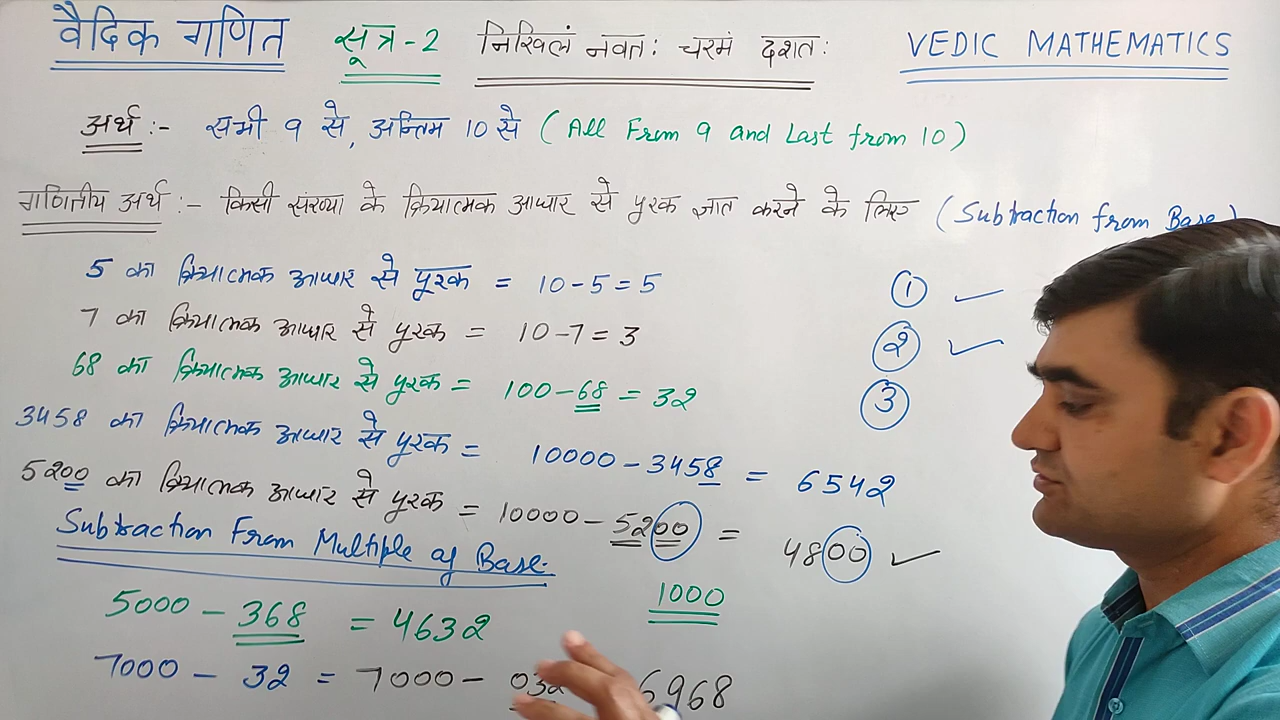 वैदिक गणित सूत्र-2 निखिलं नवतः चरमं दशतः VEDIC MATHEMATICS
अर्थ :- सभी 9 से, अन्तिम 10 से (All From 9 and Last from 10)
गणितीय अर्थ :- किसी संख्या के क्रियात्मक आधार से पूरक ज्ञात करने के लिए (Subtraction from Base)
5 का क्रियात्मक आधार से पूरक = 10-5=5 1
7 का क्रियात्मक आधार से पूरक = 10-7=3 2
68 का क्रियात्मक आधार से पूरक = 100-68 = 32 3
3458 का क्रियात्मक आधार से पूरक = 10000-3458 = 6542
5200 का क्रियात्मक आधार से पूरक = 10000-5200 = 4800
Subtraction From Multiple of Base.
5000 - 368 = 4632 1000
7000 - 32 = 7000 - 032 6968